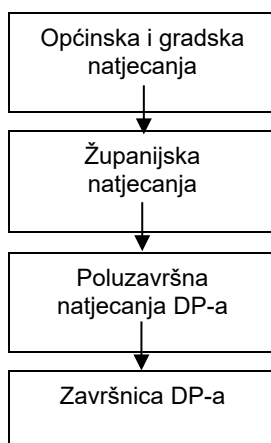 Općinska i gradska
natjecanja
Županijska
natjecanja
Poluzavršna
natjecanja DP-a
Završnica DP-a